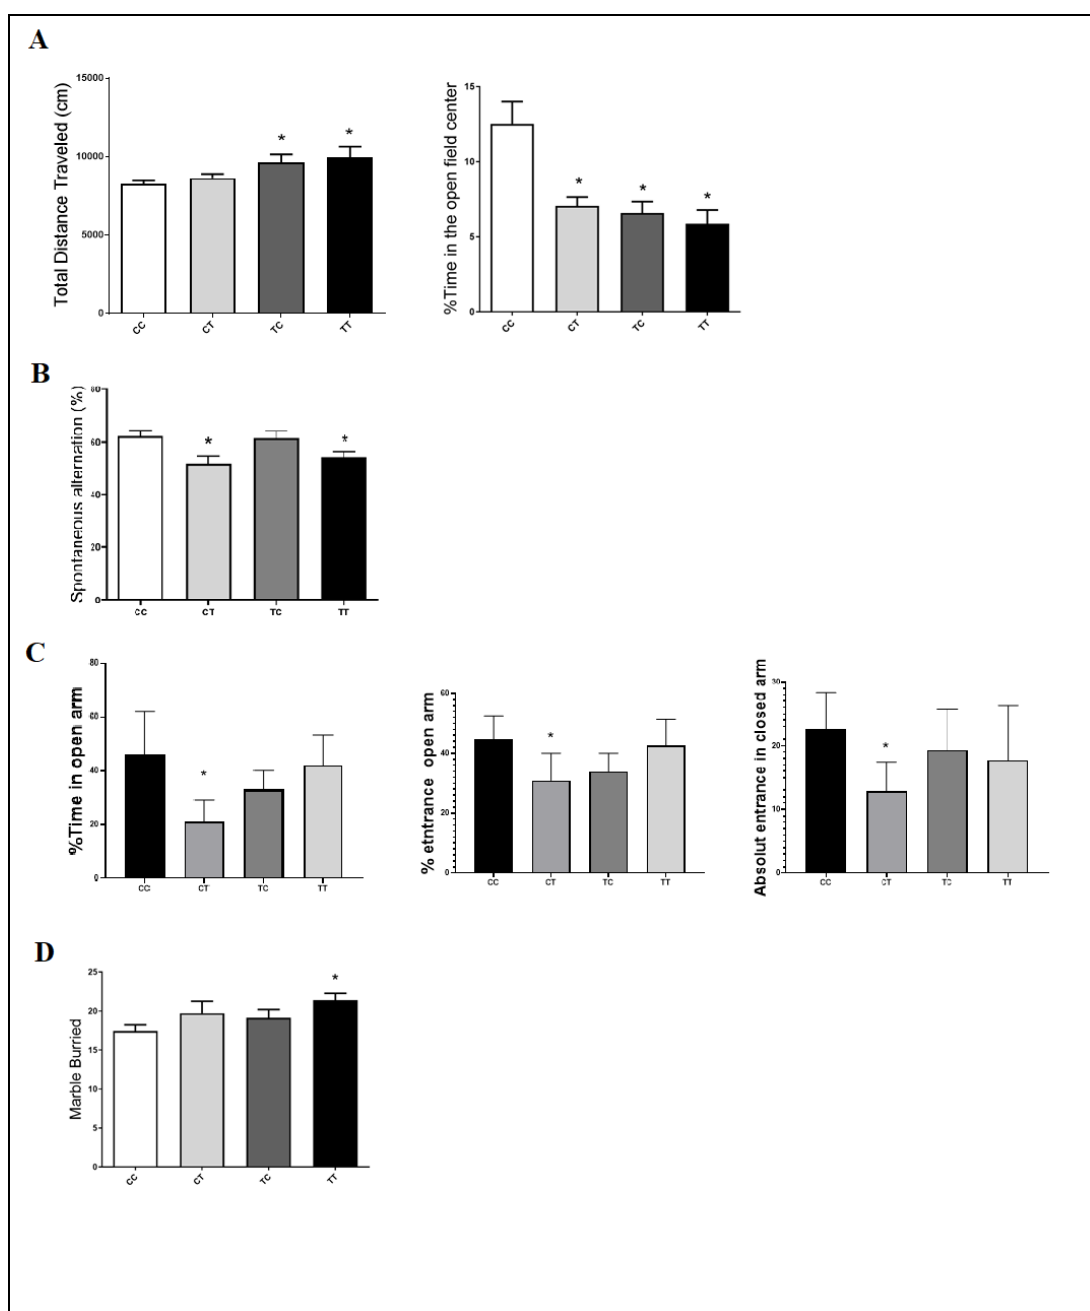 A
Total Distance Traveled (cm)
15000
10000
5000
0
* *
CC CT TC TT
%Time in the open field center
15
10
5
0
* * *
CC CT TC TT
B
Spontaneous alternation (%)
80
60
40
20
0
* *
CC CT TC TT
C
%Time in open arm
80
60
40
20
0
*
CC CT TC TT
% etntrance open arm
60
40
20
0
*
CC CT TC TT
Absolut entrance in closed arm
30
20
10
0
*
CC CT TC TT
D
Marble Burried
25
20
15
10
5
0
*
CC CT TC TT